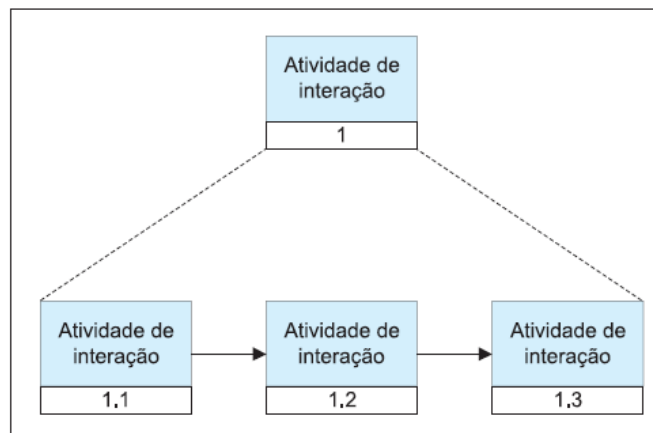 Atividade de
interação
1
Atividade de
interação
1.1
Atividade de
interação
1.2
Atividade de
interação
1.3